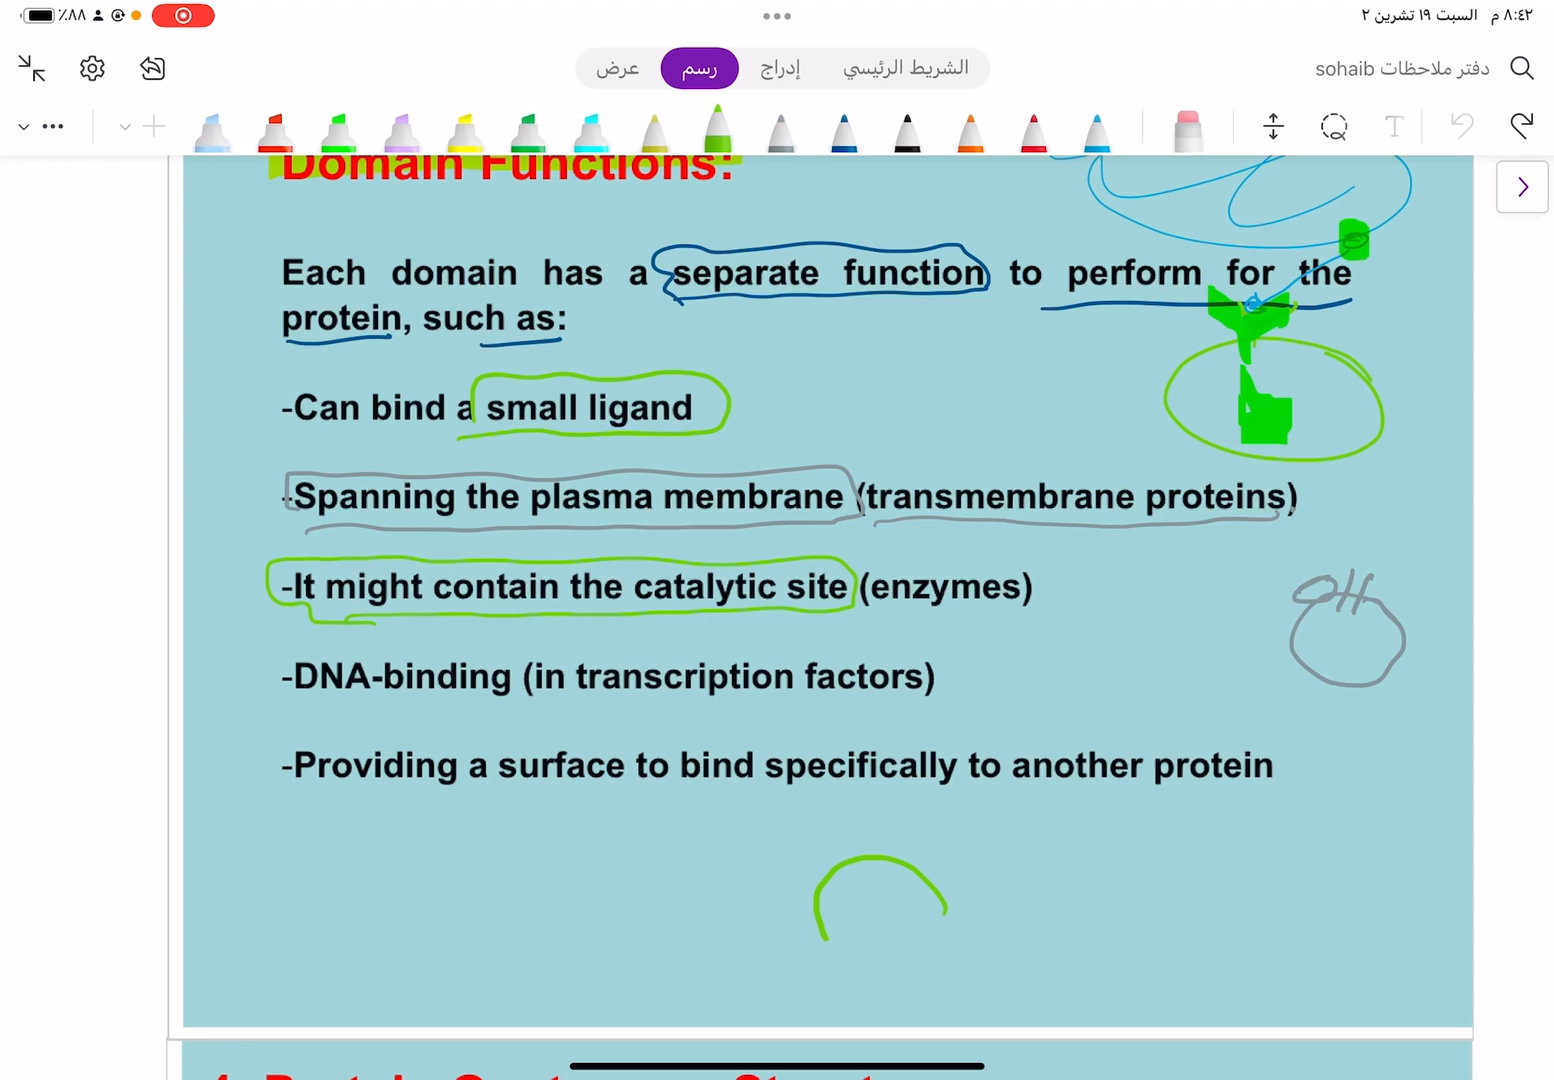 ٪٨٨
السبت ١٩ تشرين ٢ ٨:٤٢ م
عرض رسم إدراج الشريط الرئيسي
دفتر ملاحظات sohaib
T
Domain Functions:
Each domain has a separate function to perform for the
protein, such as:
-Can bind a small ligand
-Spanning the plasma membrane (transmembrane proteins)
-It might contain the catalytic site (enzymes)
OH
-DNA-binding (in transcription factors)
-Providing a surface to bind specifically to another protein